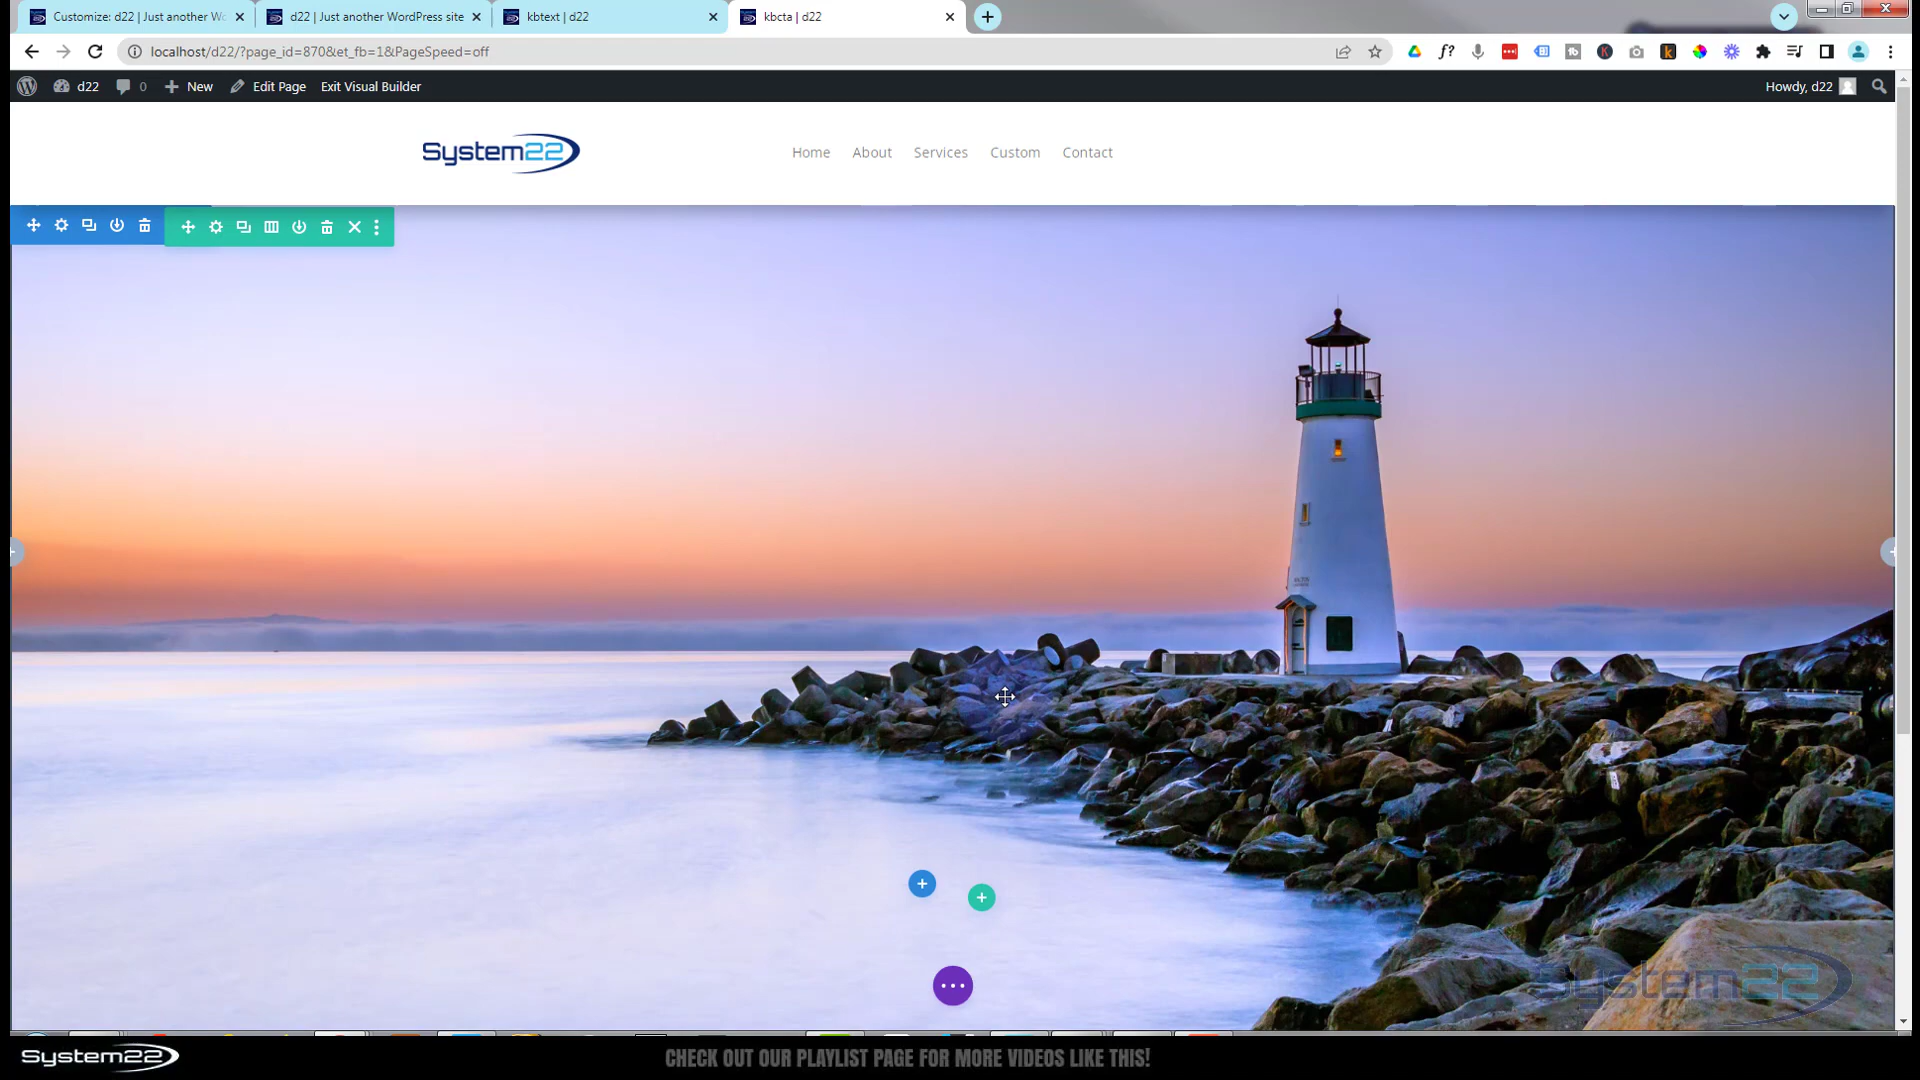 Customize: d22 | Just another Wo
d22 | Just another WordPress site
kbtext | d22
kbcta | d22
localhost/d22/?page_id=870&et_fb=1&PageSpeed=off
d22
0
New
Edit Page
Exit Visual Builder
Howdy, d22
System22
Home
About
Services
Custom
Contact
System22
System22
CHECK OUT OUR PLAYLIST PAGE FOR MORE VIDEOS LIKE THIS!